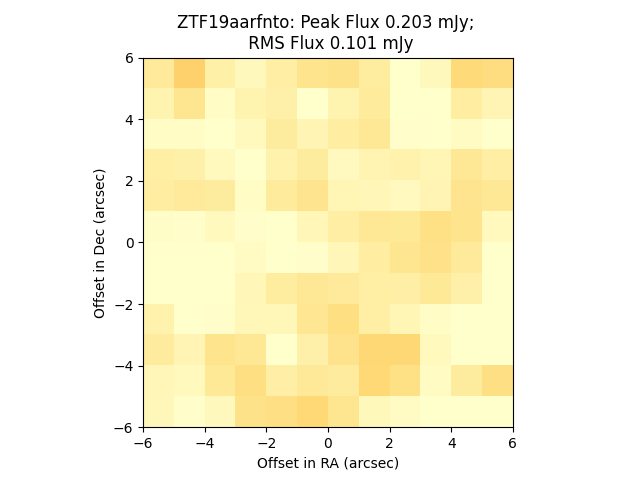 ZTF19aarfnto: Peak Flux 0.203 mJy;
RMS Flux 0.101 mJy
6
4
2
0
−2
−4
−6
Offset in Dec (arcsec)
−6 −4 −2 0 2 4 6
Offset in RA (arcsec)